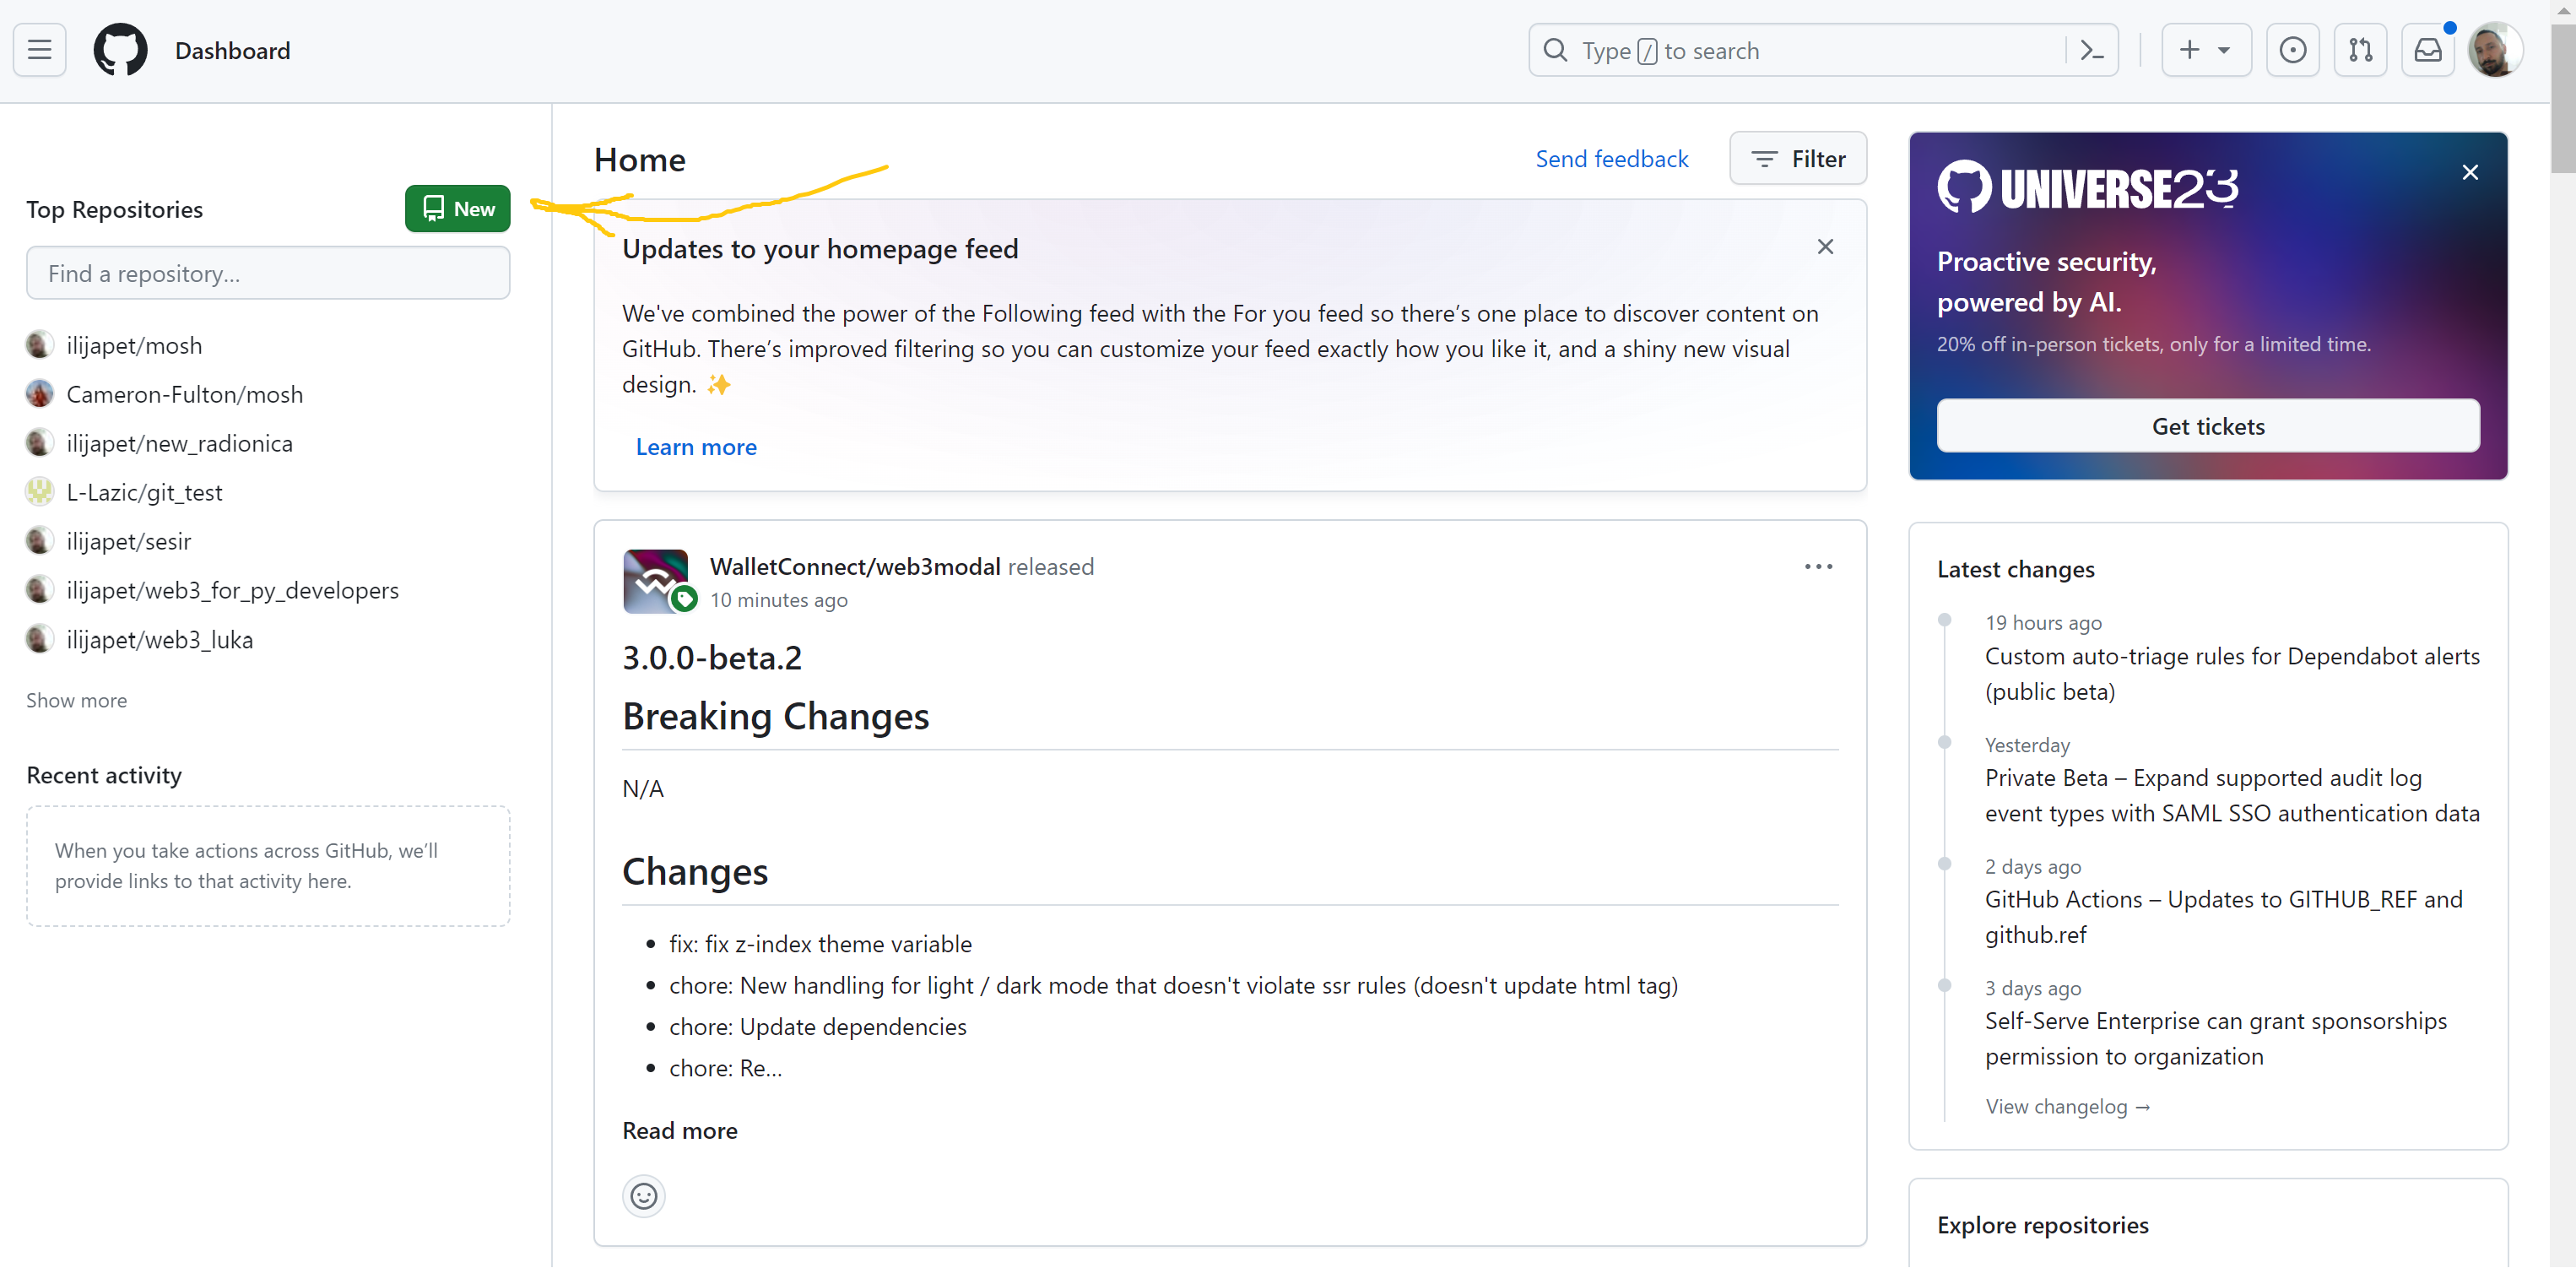 Dashboard
Type / to search
Top Repositories
New
Find a repository...
ilijapet/mosh
Cameron-Fulton/mosh
ilijapet/new_radionica
L-Lazic/git_test
ilijapet/sesir
ilijapet/web3_for_py_developers
ilijapet/web3_luka
Show more
Recent activity
When you take actions across GitHub, we’ll
provide links to that activity here.
Home
Send feedback
Filter
Updates to your homepage feed
We've combined the power of the Following feed with the For you feed so there’s one place to discover content on
GitHub. There’s improved filtering so you can customize your feed exactly how you like it, and a shiny new visual
design. ✨
Learn more
WalletConnect/web3modal released
10 minutes ago
3.0.0-beta.2
Breaking Changes
N/A
Changes
• fix: fix z-index theme variable
• chore: New handling for light / dark mode that doesn't violate ssr rules (doesn't update html tag)
• chore: Update dependencies
• chore: Re...
Read more
UNIVERSE23
Proactive security,
powered by AI.
20% off in-person tickets, only for a limited time.
Get tickets
Latest changes
19 hours ago
Custom auto-triage rules for Dependabot alerts
(public beta)
Yesterday
Private Beta – Expand supported audit log
event types with SAML SSO authentication data
2 days ago
GitHub Actions – Updates to GITHUB_REF and
github.ref
3 days ago
Self-Serve Enterprise can grant sponsorships
permission to organization
View changelog →
Explore repositories